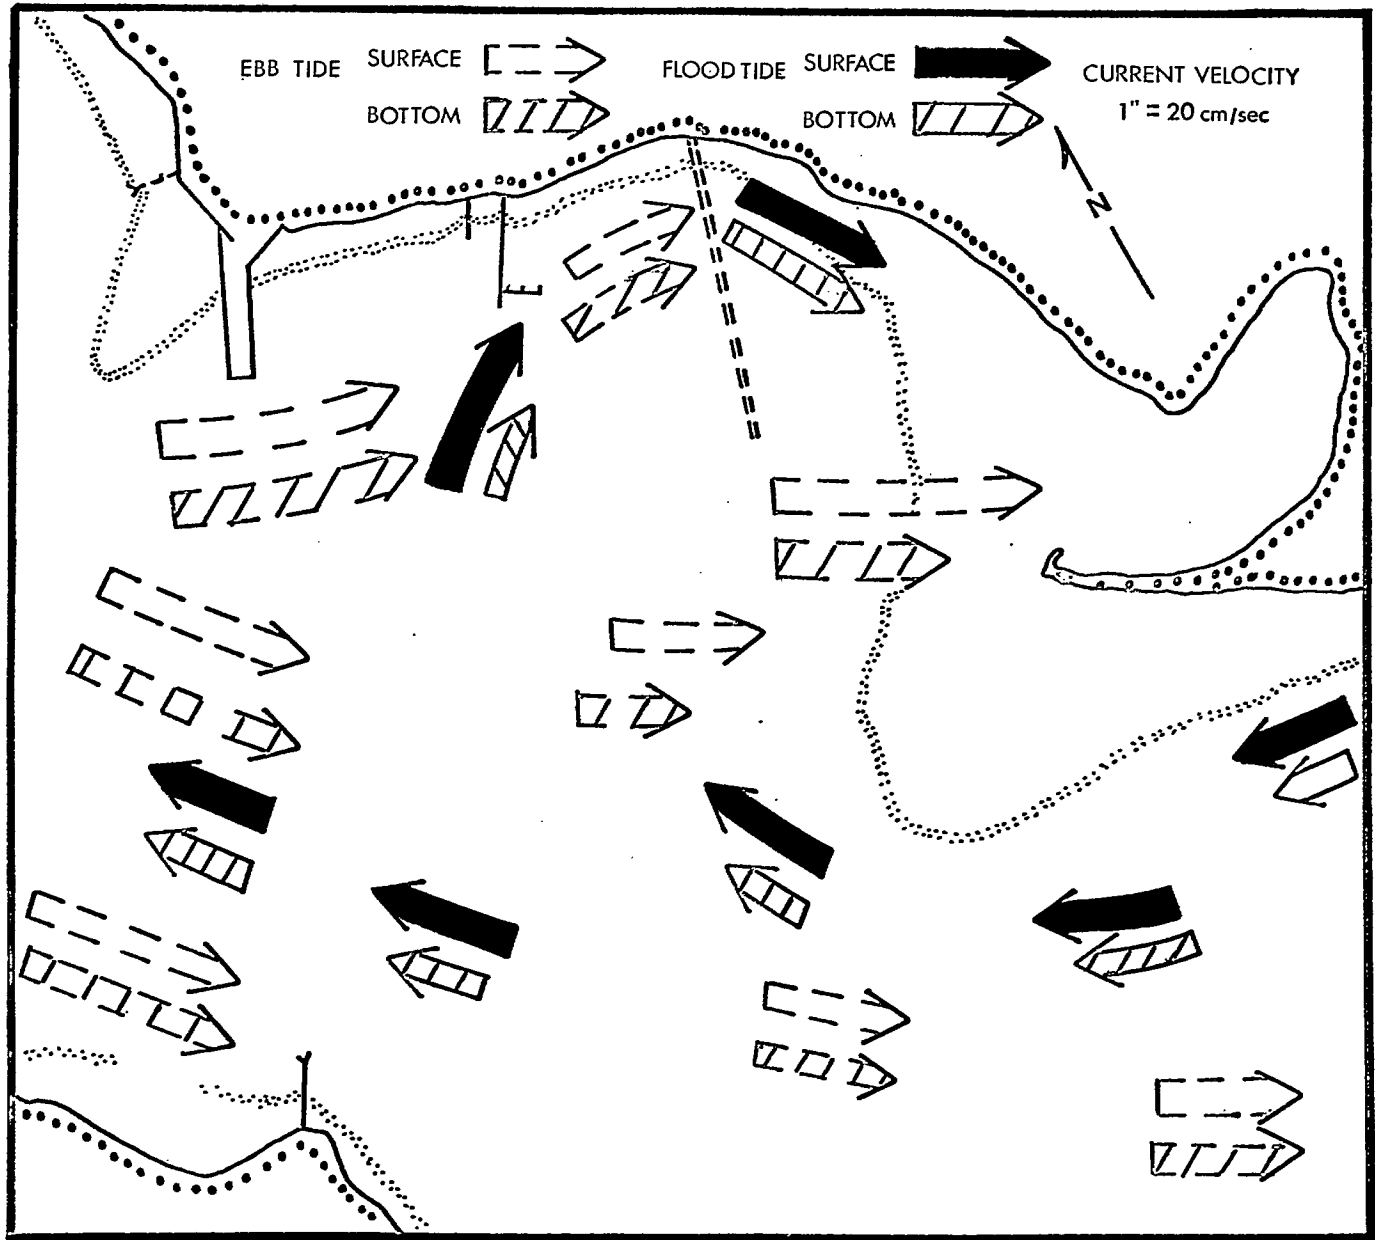 EBB TIDE SURFACE FLOOD TIDE SURFACE CURRENT VELOCITY
BOTTOM BOTTOM 1" = 20 cm/sec
N